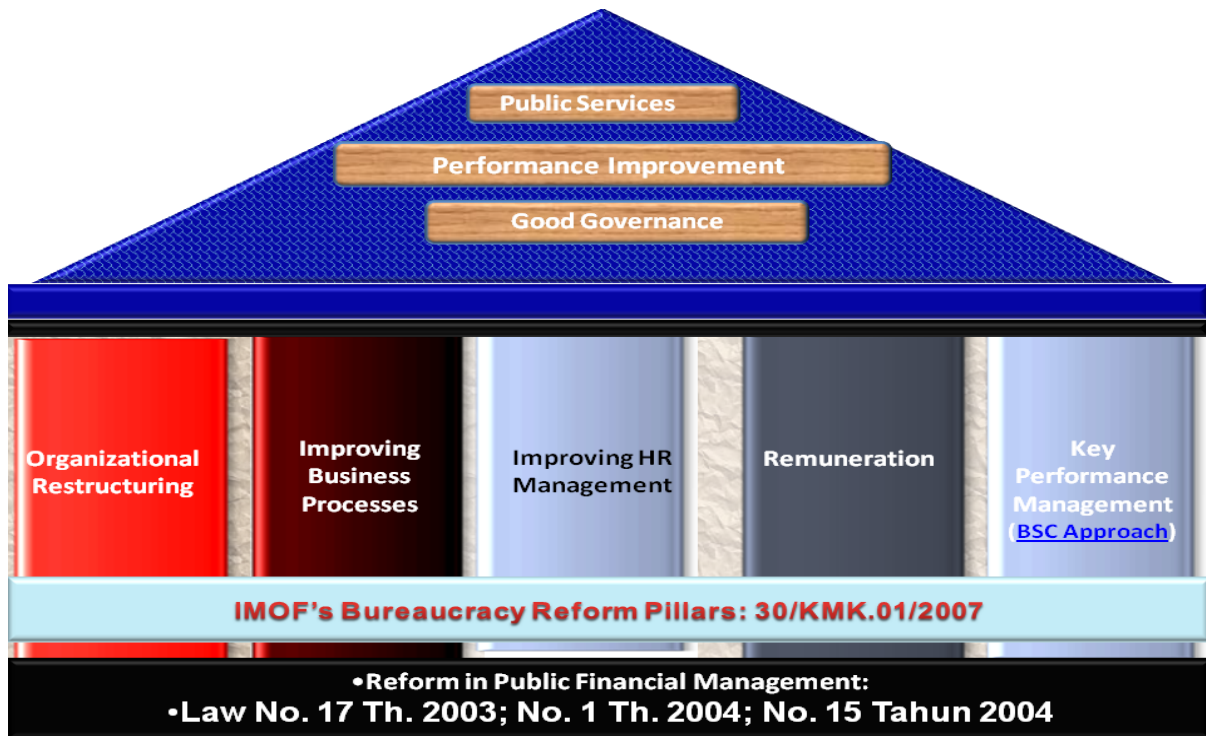 Public Services
Performance Improvement
Good Governance
Organizational
Restructuring
Improving
Business
Processes
Improving HR
Management
Remuneration
Key
Performance
Management
(BSC Approach)
IMOF's Bureaucracy Reform Pillars: 30/KMK.01/2007
•Reform in Public Financial Management:
•Law No. 17 Th. 2003; No. 1 Th. 2004; No. 15 Tahun 2004